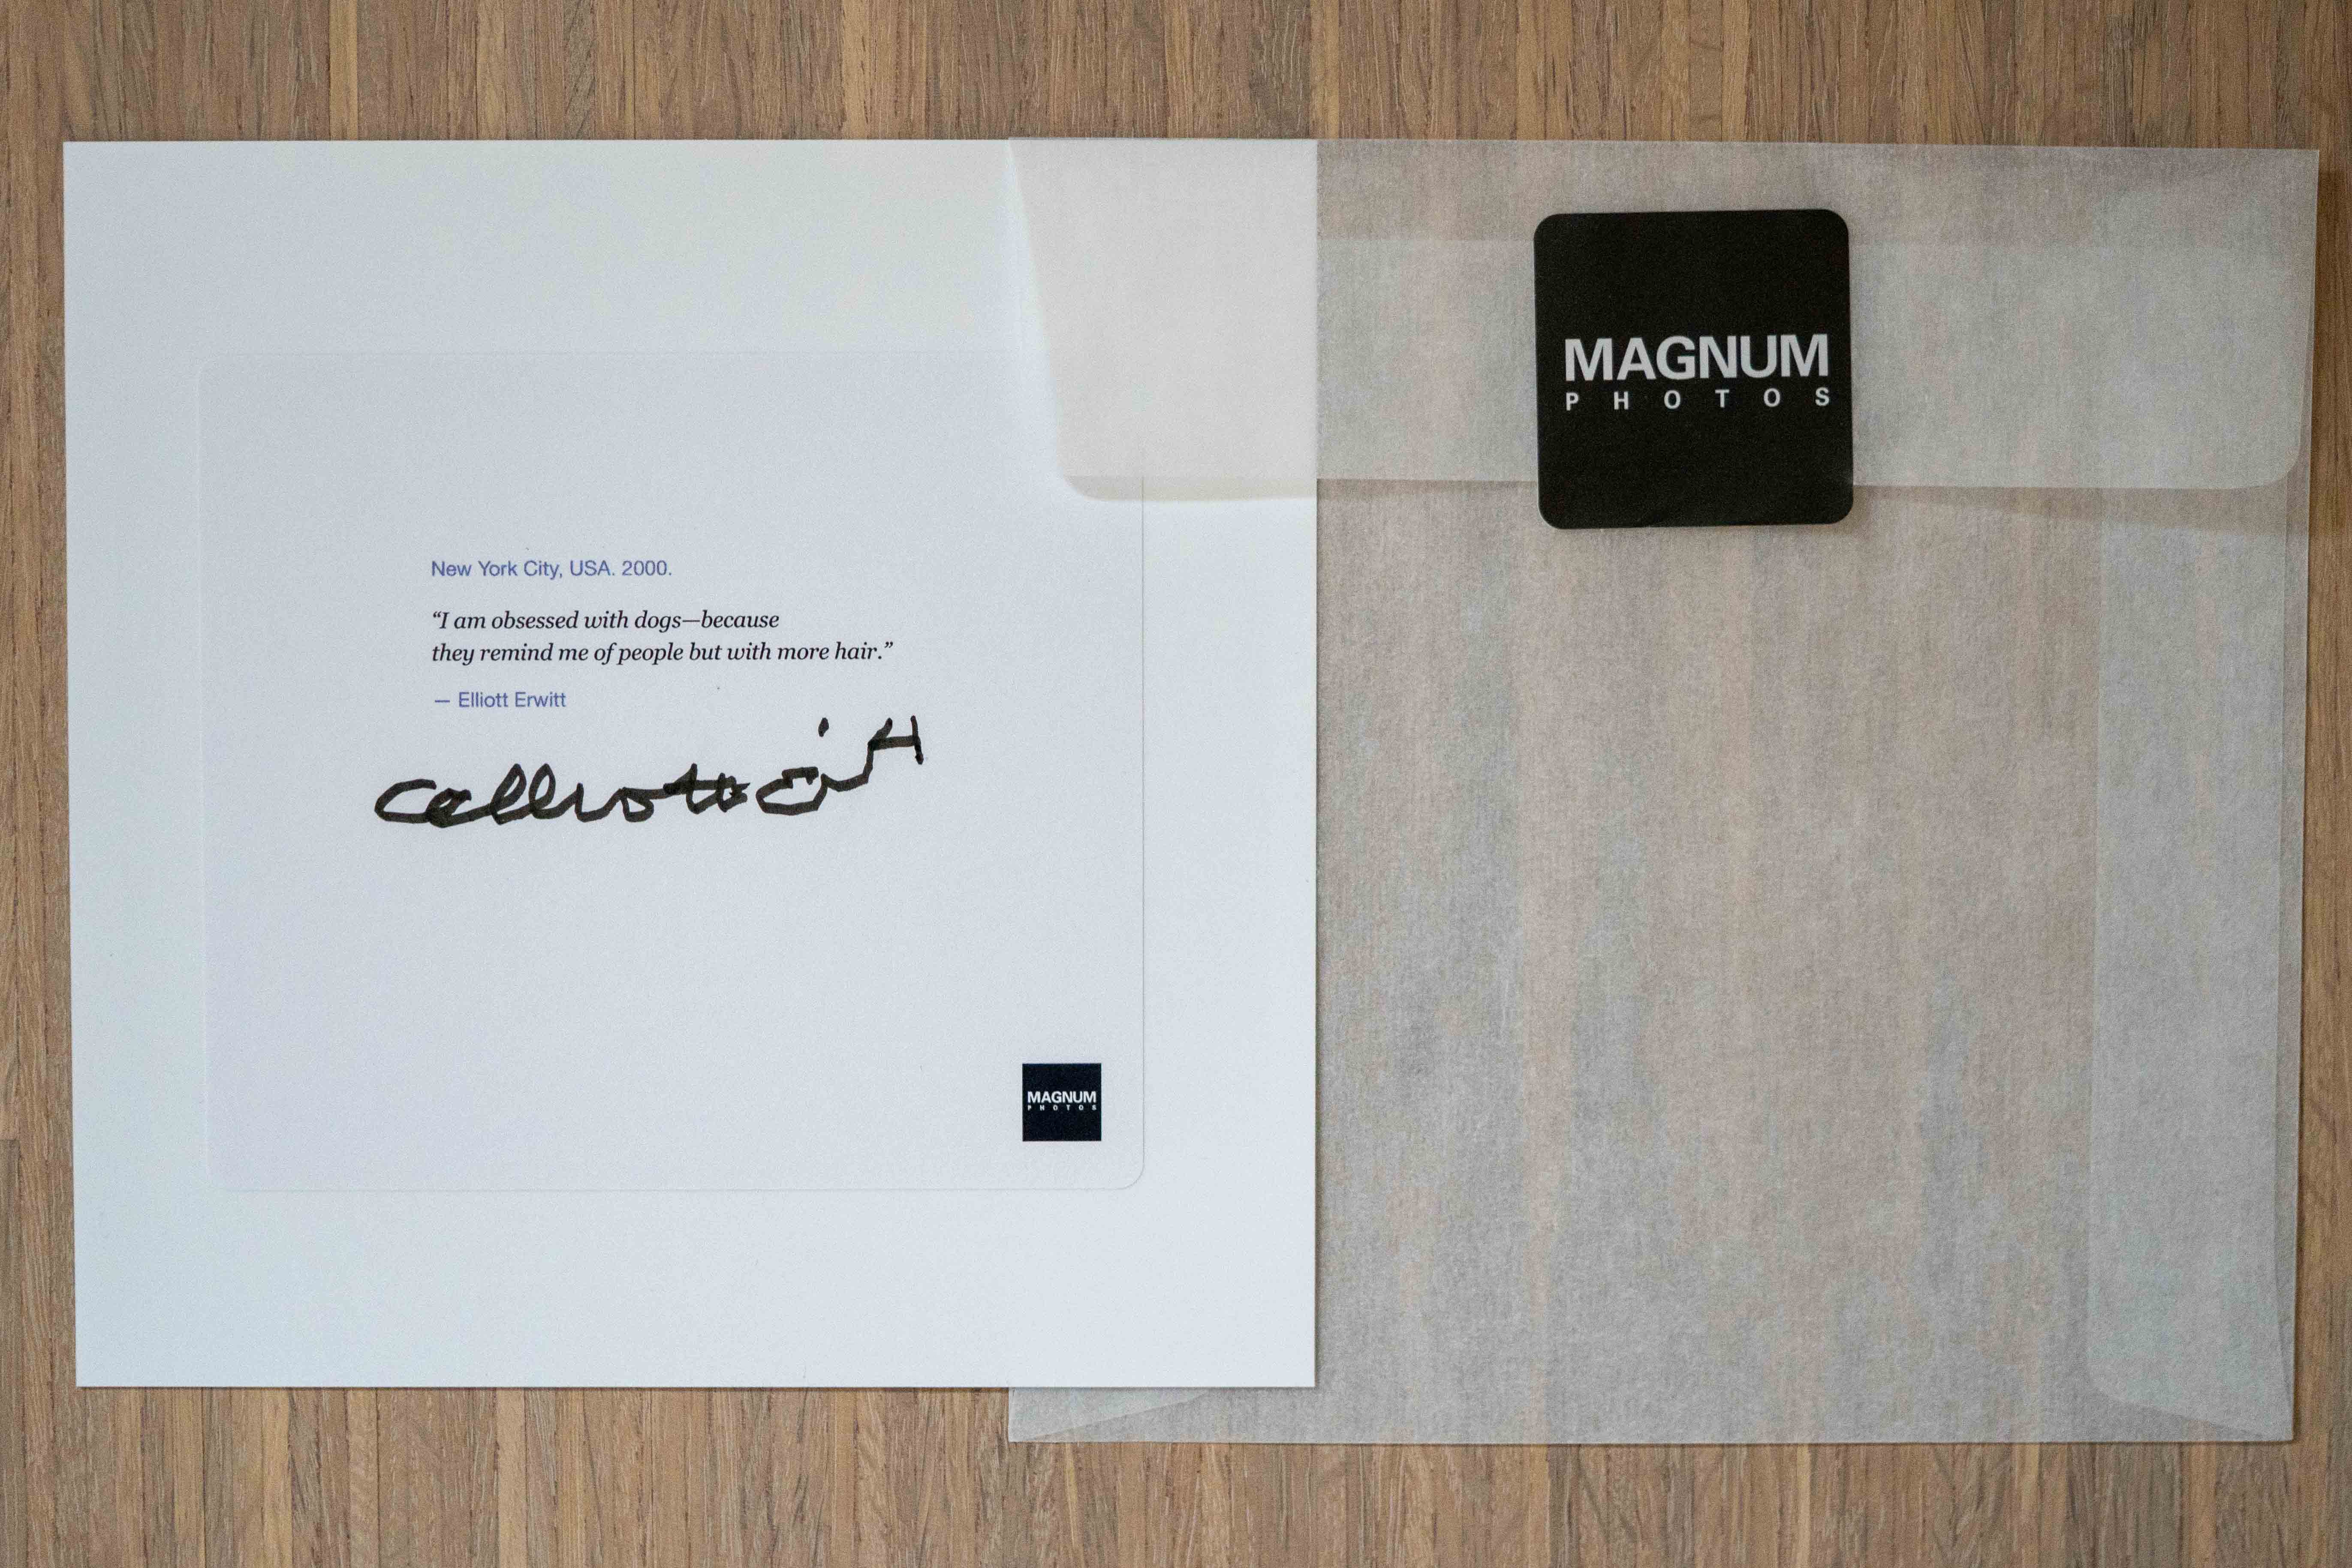 New York City, USA. 2000.
“I am obsessed with dogs—because
they remind me of people but with more hair.”
— Elliott Erwitt
MAGNUM
PHOTOS
MAGNUM
PHOTOS